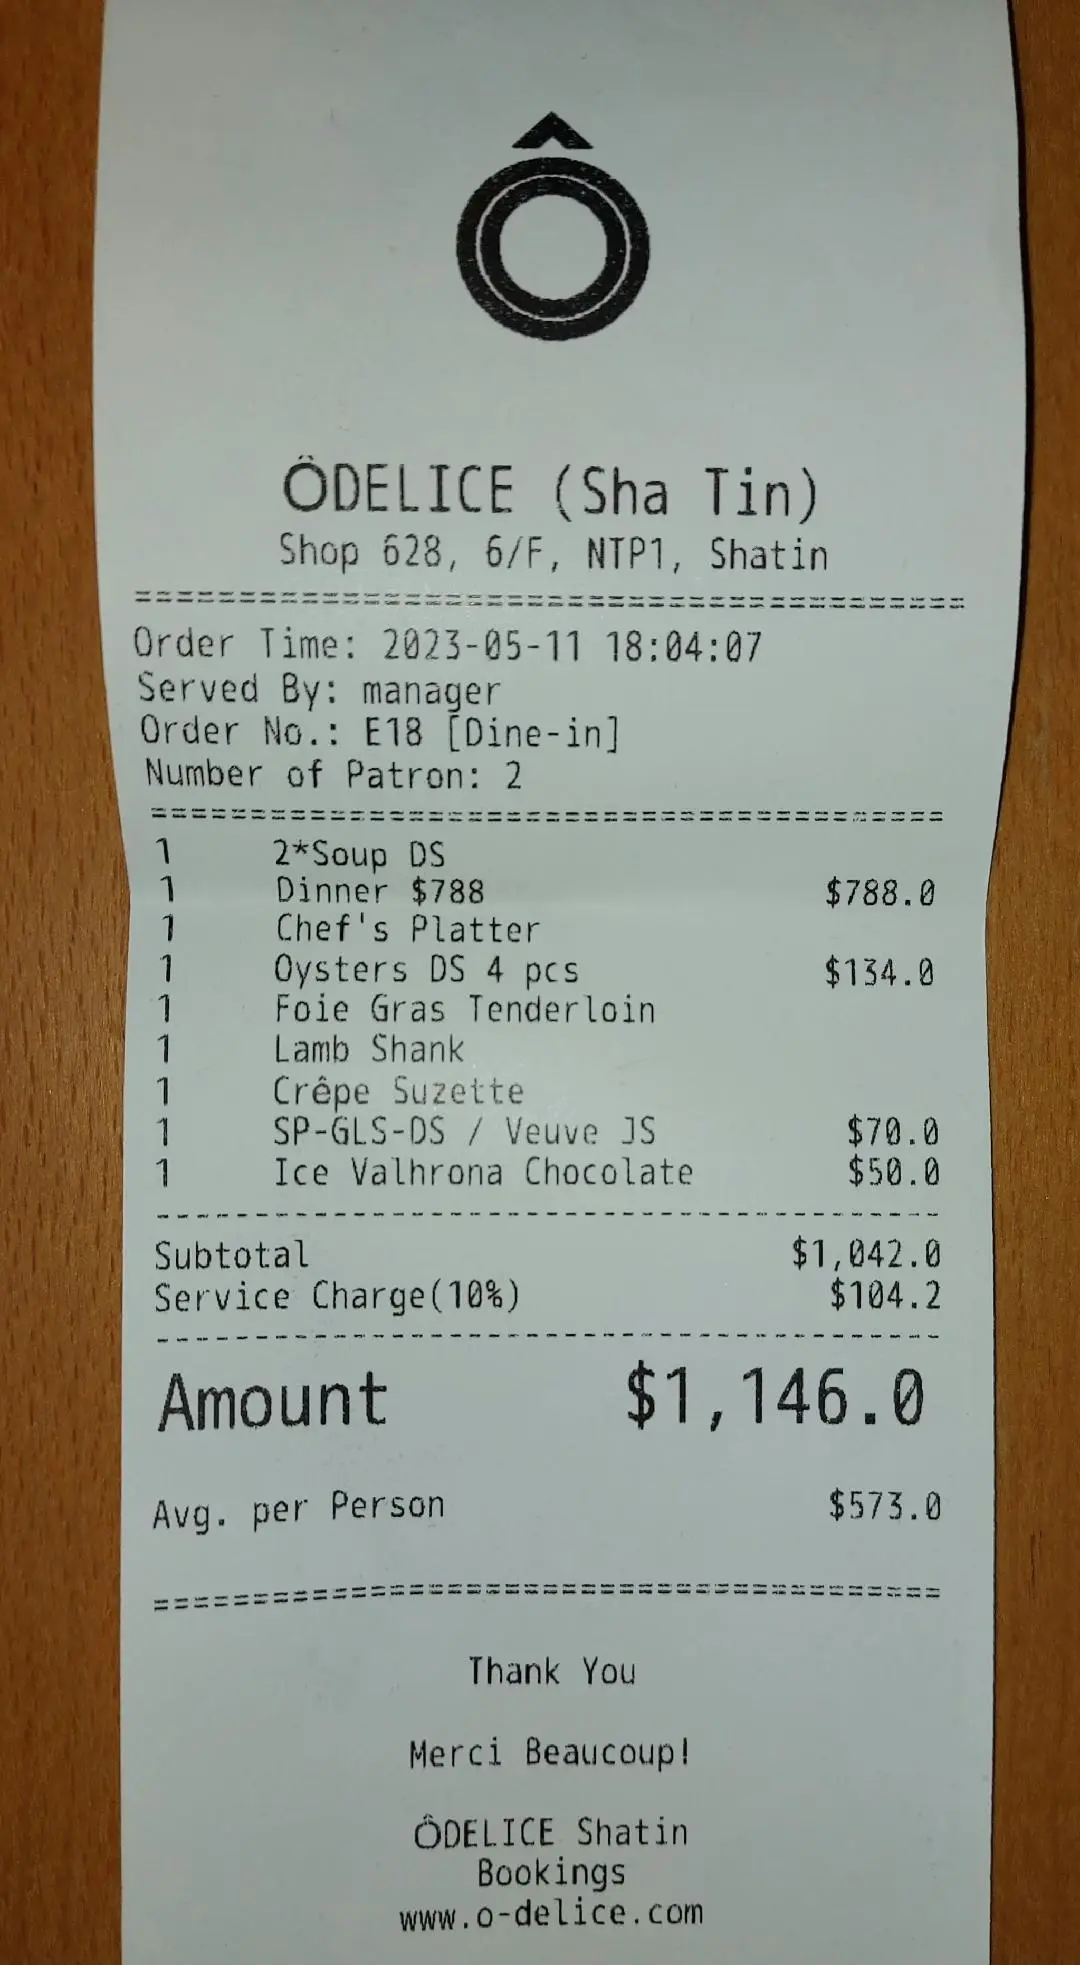 Ô
ÔDELICE (Sha Tin)
Shop 628, 6/F, NTP1, Shatin
========================================
Order Time: 2023-05-11 18:04:07
Served By: manager
Order No.: E18 [Dine-in]
Number of Patron: 2
========================================
1 2*Soup DS
1 Dinner $788 $788.0
1 Chef's Platter
1 Oysters DS 4 pcs $134.0
1 Foie Gras Tenderloin
1 Lamb Shank
1 Crêpe Suzette
1 SP-GLS-DS / Veuve JS $70.0
1 Ice Valhrona Chocolate $50.0
----------------------------------------
Subtotal $1,042.0
Service Charge(10%) $104.2
----------------------------------------
Amount $1,146.0
Avg. per Person $573.0
========================================
Thank You
Merci Beaucoup!
ÔDELICE Shatin
Bookings
www.o-delice.com